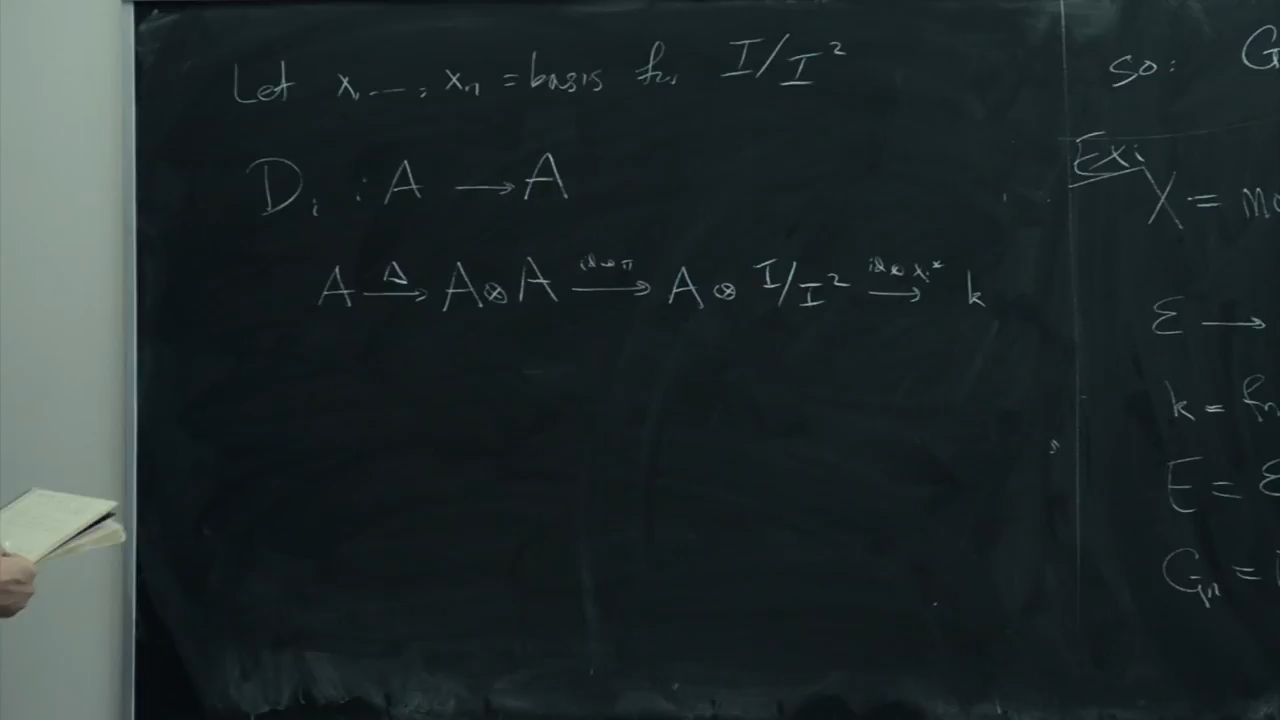 Let x₁ ..., xₙ = basis for I/I²
Dᵢ : A → A
A —Δ→ A⊗A —id⊗π→ A ⊗ I/I² —id⊗xᵢ*→ k
so: G
Ex:
X =
ε →
k =
E = ε
Gₙ =